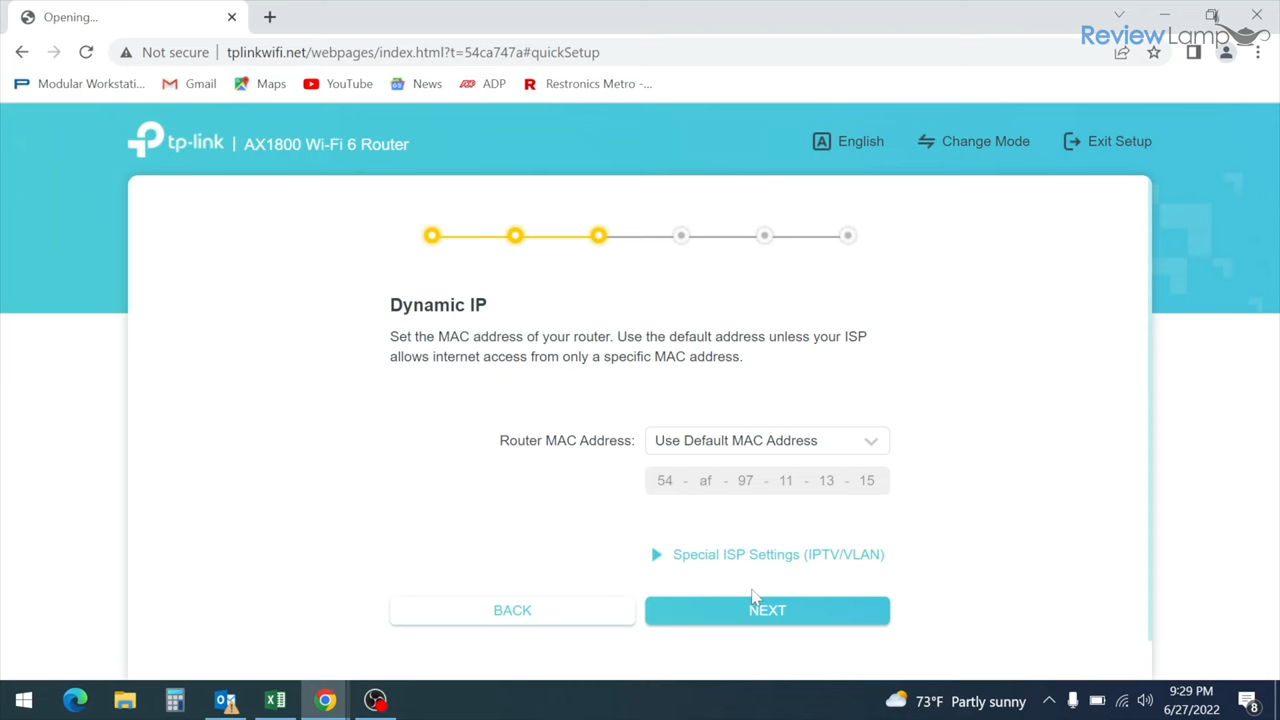 Opening...
ReviewLamp
Not secure
tplinkwifi.net/webpages/index.html?t=54ca747a#quickSetup
Modular Workstati...
Gmail
Maps
YouTube
News
ADP
Restronics Metro -...
tp-link | AX1800 Wi-Fi 6 Router
A English
Change Mode
Exit Setup
Dynamic IP
Set the MAC address of your router. Use the default address unless your ISP
allows internet access from only a specific MAC address.
Router MAC Address: Use Default MAC Address
54 - af - 97 - 11 - 13 - 15
Special ISP Settings (IPTV/VLAN)
BACK
NEXT
73°F Partly sunny
9:29 PM
6/27/2022
8